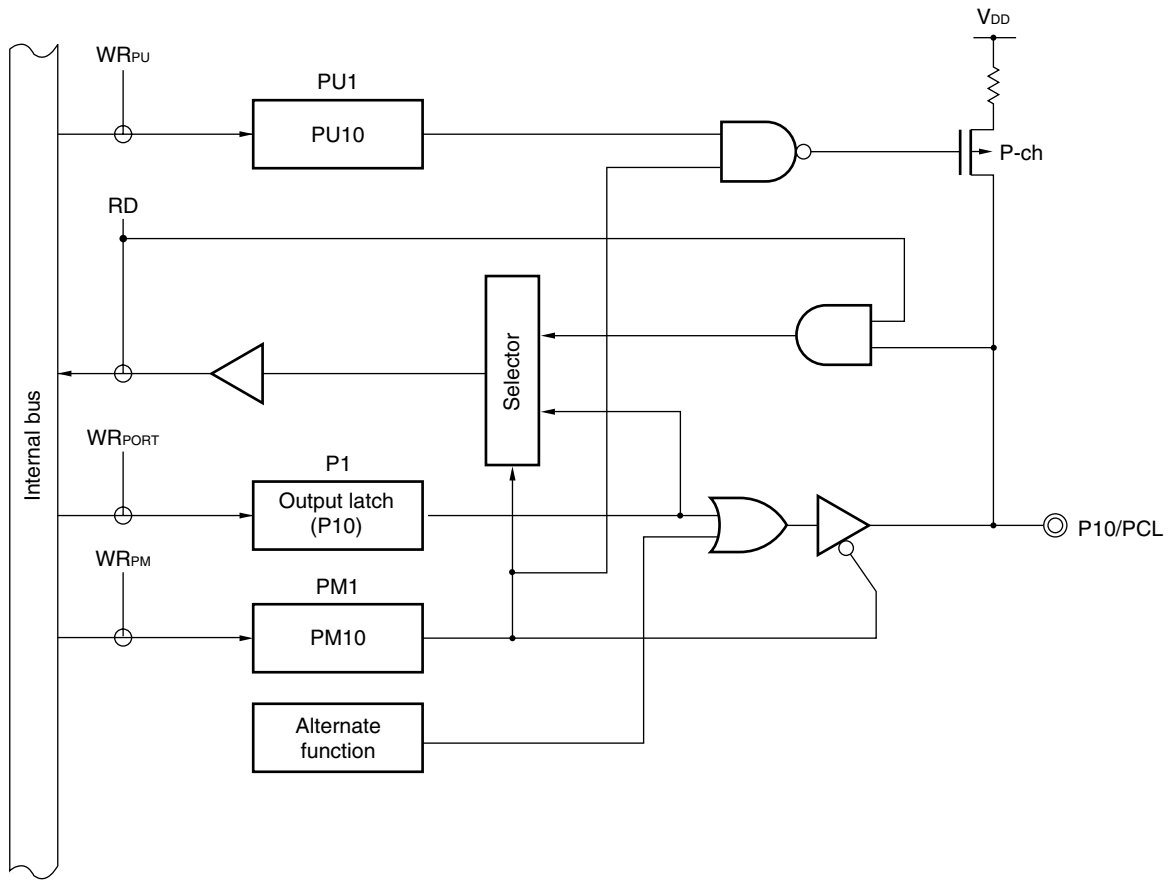 VDD
WRPU
PU1
PU10
P-ch
RD
Selector
Internal bus
WRPORT
P1
Output latch
(P10)
P10/PCL
WRPM
PM1
PM10
Alternate
function